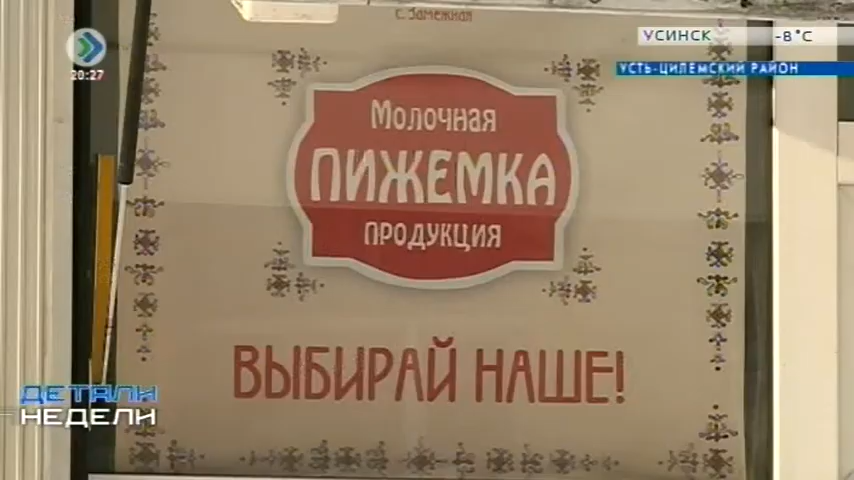 с. Замежная
УСИНСК -8°C
УСТЬ-ЦИЛЕМСКИЙ РАЙОН
20:27
Молочная
ПИЖЕМКА
ПРОДУКЦИЯ
ВЫБИРАЙ НАШЕ!
ДЕТАЛИ
НЕДЕЛИ